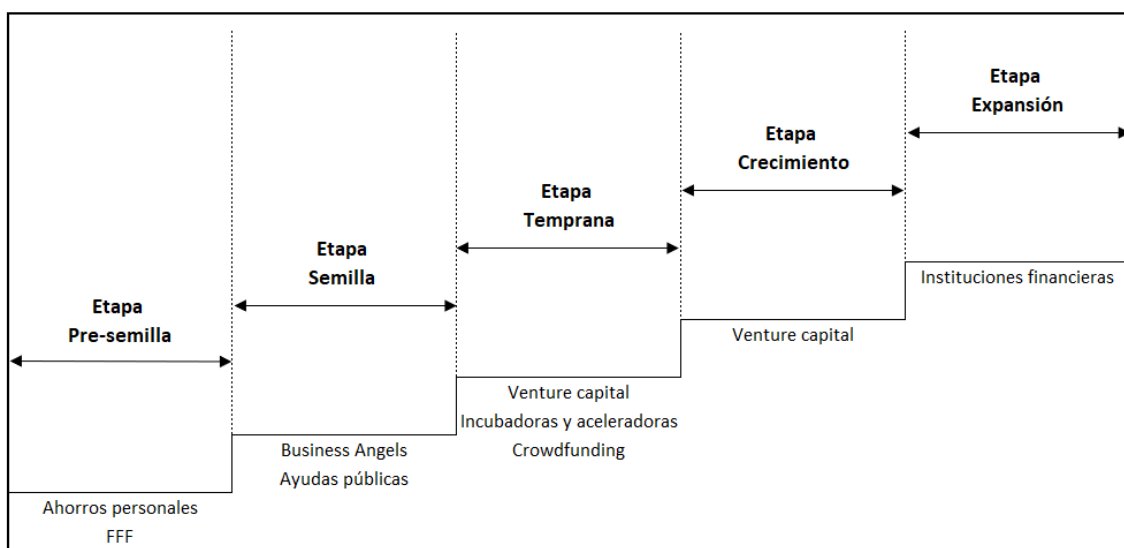 Etapa
Expansión
Etapa
Crecimiento
Etapa
Temprana
Etapa
Semilla
Etapa
Pre-semilla
Instituciones financieras
Venture capital
Venture capital
Incubadoras y aceleradoras
Crowdfunding
Business Angels
Ayudas públicas
Ahorros personales
FFF